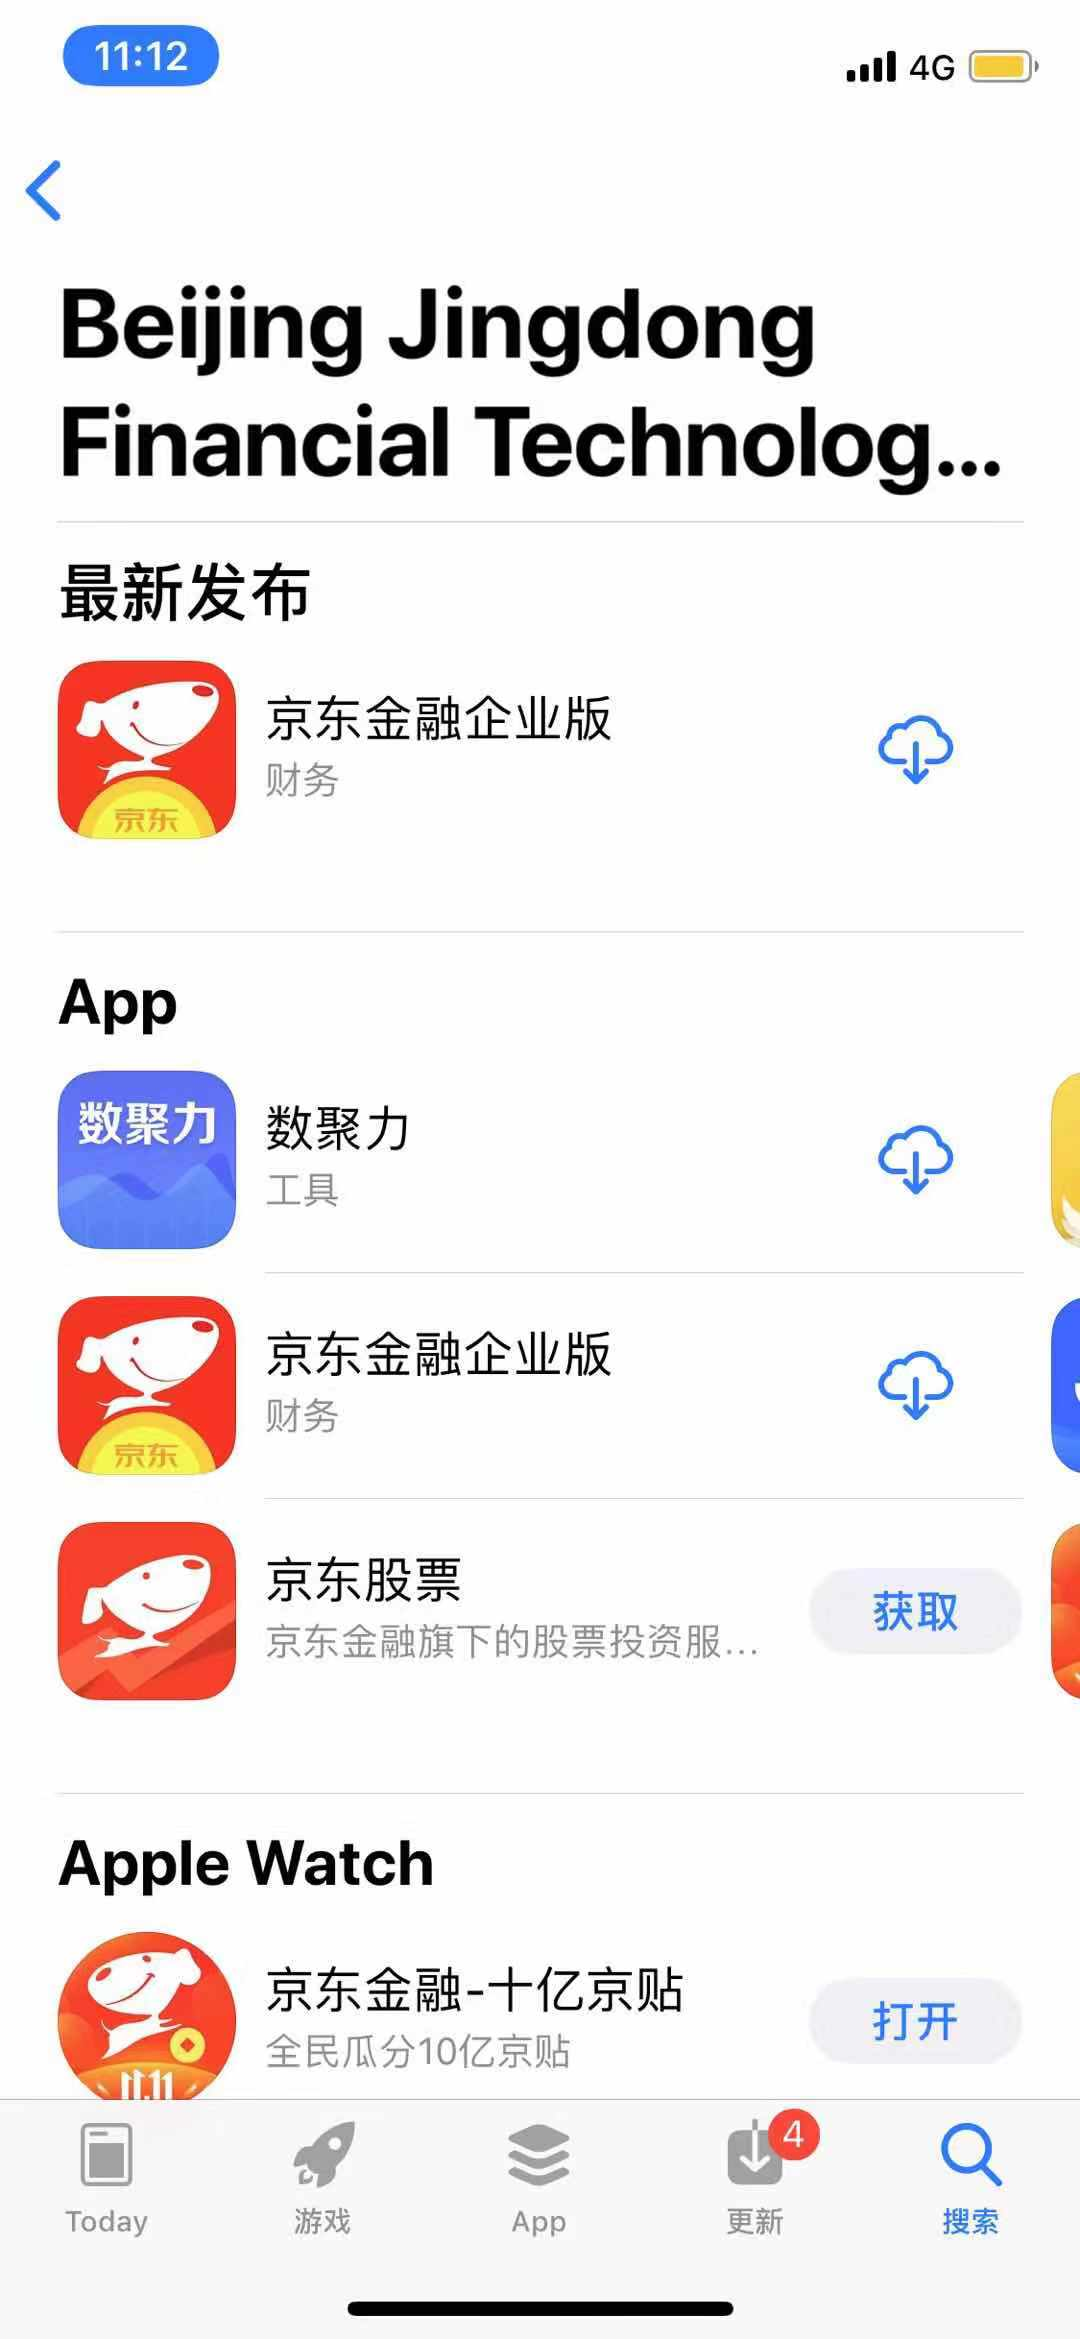 11:12
4G
Beijing Jingdong
Financial Technolog...
最新发布
京东金融企业版
财务
京东
App
数聚力
数聚力
工具
京东金融企业版
财务
京东
京东股票
京东金融旗下的股票投资服...
获取
Apple Watch
京东金融-十亿京贴
全民瓜分10亿京贴
打开
11.11
4
Today
游戏
App
更新
搜索